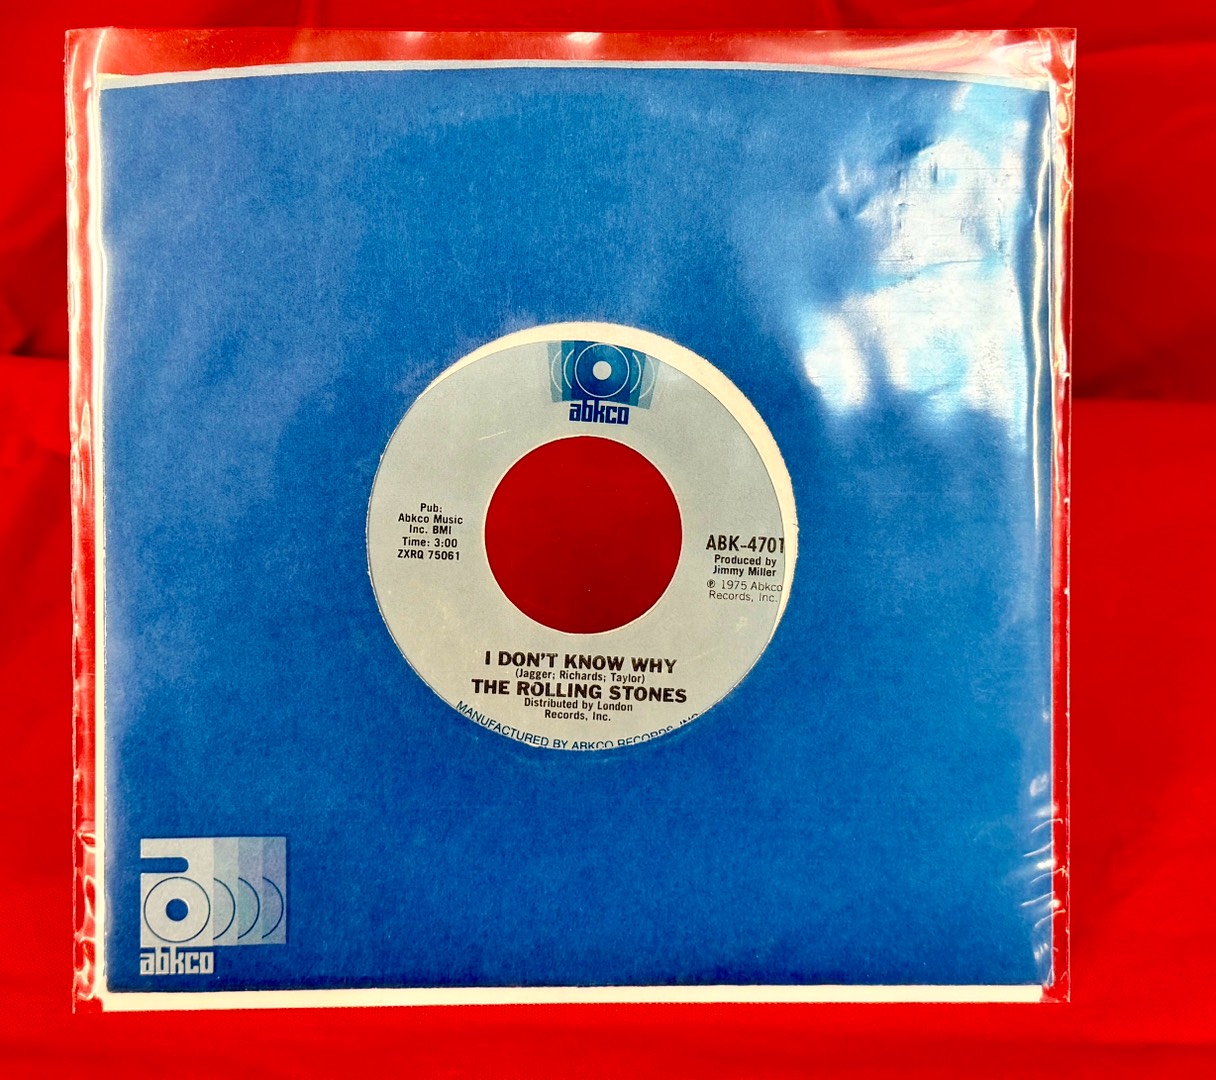 abkco
Pub:
Abkco Music
Inc. BMI
Time: 3:00
ZXRQ 75061
ABK-4701
Produced by
Jimmy Miller
℗ 1975 Abkco
Records, Inc.
I DON'T KNOW WHY
(Jagger; Richards; Taylor)
THE ROLLING STONES
Distributed by London
Records, Inc.
MANUFACTURED BY ABKCO RECORDS, INC.
abkco